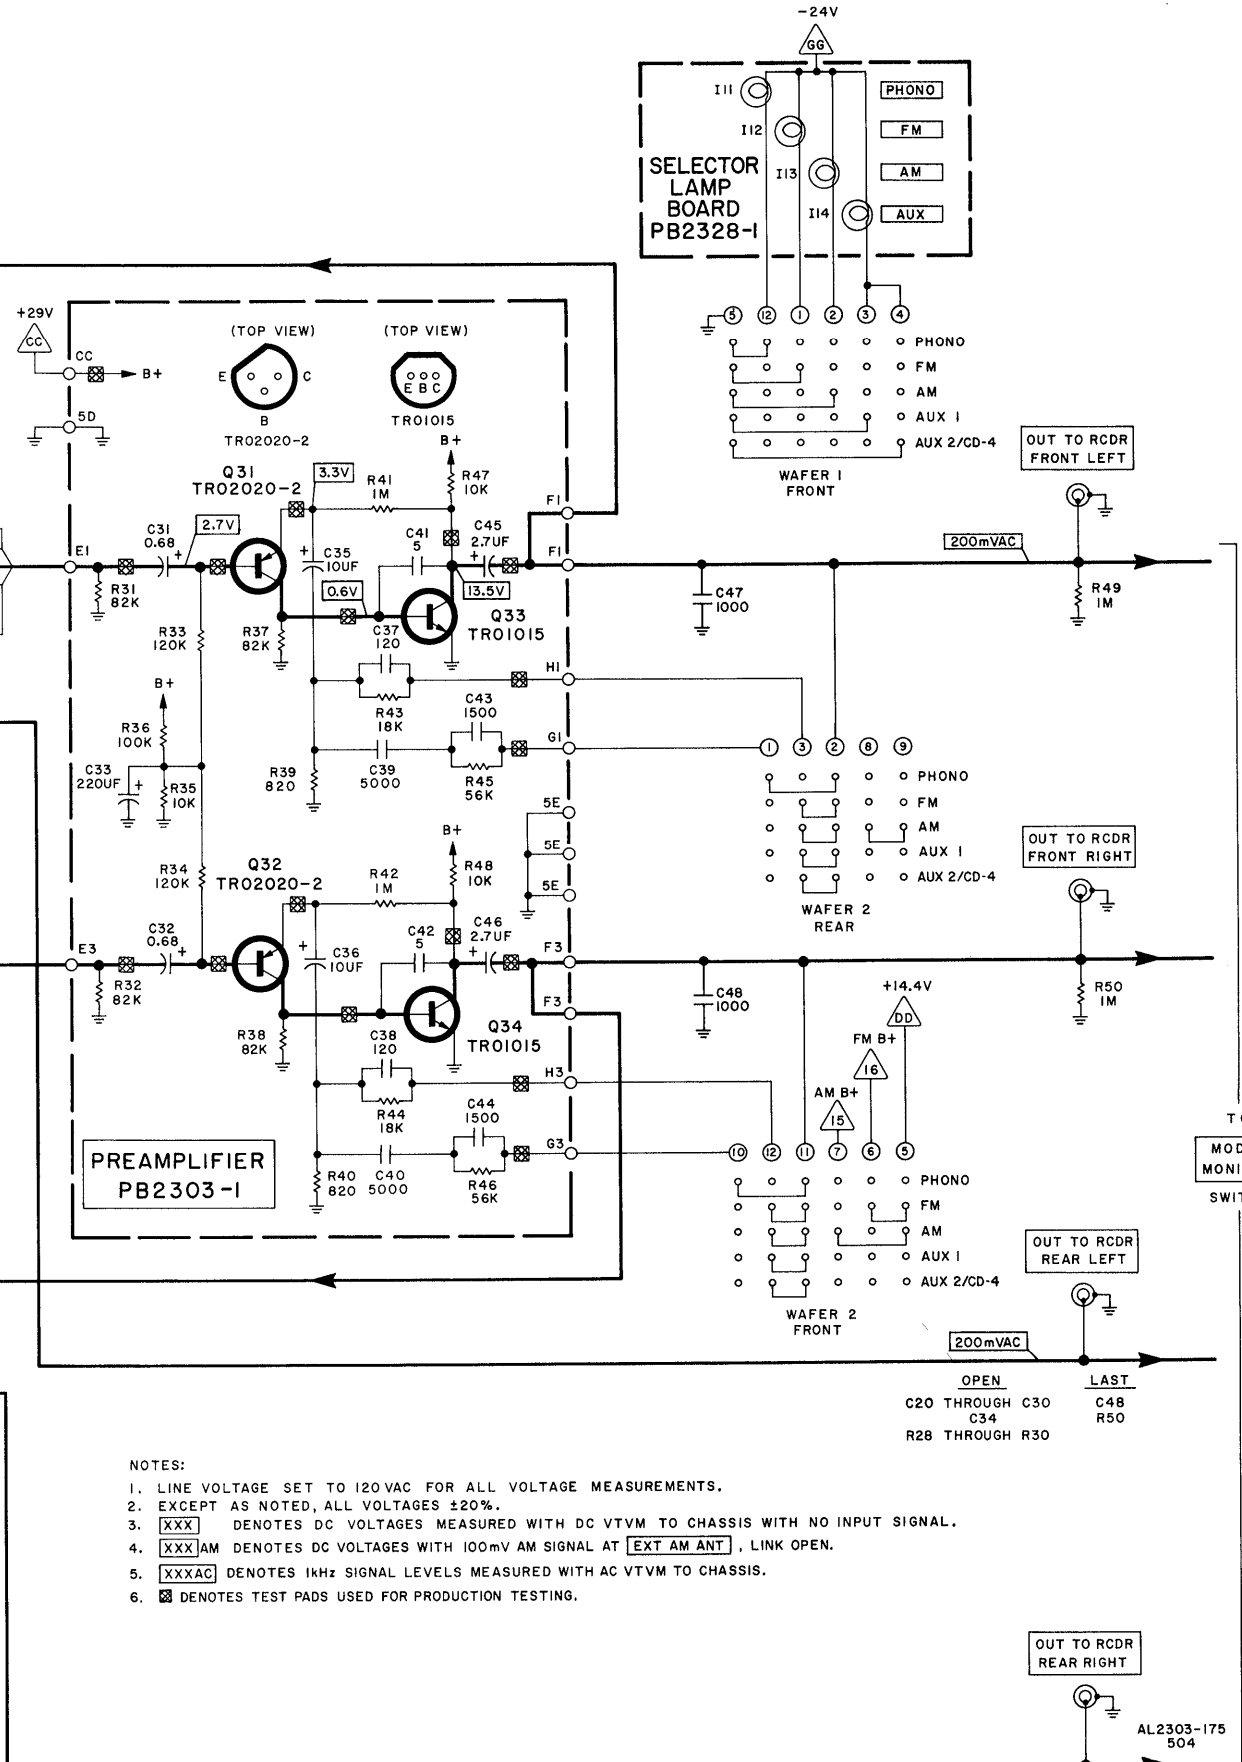 -24V
GG
I11
PHONO
I12
FM
I13
AM
I14
AUX
SELECTOR
LAMP
BOARD
PB2328-1
5 12 1 2 3 4
PHONO
FM
AM
AUX 1
AUX 2/CD-4
WAFER 1
FRONT
+29V
CC
CC
B+
5D
(TOP VIEW)
E C
B
TRO2020-2
(TOP VIEW)
E B C
TRO1015
B+
OUT TO RCDR
FRONT LEFT
Q31
TRO2020-2
3.3V
R41
1M
R47
10K
F1
C31
0.68
2.7V
E1
R31
82K
C35
10UF
C41
5
C45
2.7UF
F1
200mVAC
0.6V
13.5V
C47
1000
R49
1M
R33
120K
R37
82K
C37
120
Q33
TRO1015
H1
B+
R43
18K
C43
1500
R36
100K
G1
1 3 2 8 9
C33
220UF
R35
10K
R39
820
C39
5000
R45
56K
PHONO
FM
AM
AUX 1
AUX 2/CD-4
WAFER 2
REAR
5E
5E
5E
B+
OUT TO RCDR
FRONT RIGHT
R34
120K
Q32
TRO2020-2
R42
1M
R48
10K
C32
0.68
E3
R32
82K
C36
10UF
C42
5
C46
2.7UF
F3
F3
C48
1000
R50
1M
+14.4V
DD
R38
82K
C38
120
Q34
TRO1015
FM B+
16
H3
AM B+
15
R44
18K
C44
1500
G3
10 12 11 7 6 5
R40
820
C40
5000
R46
56K
PREAMPLIFIER
PB2303-1
PHONO
FM
AM
AUX 1
AUX 2/CD-4
WAFER 2
FRONT
MOD
MONI
SWIT
OUT TO RCDR
REAR LEFT
200mVAC
OPEN LAST
C20 THROUGH C30 C48
C34 R50
R28 THROUGH R30
NOTES:
1. LINE VOLTAGE SET TO 120 VAC FOR ALL VOLTAGE MEASUREMENTS.
2. EXCEPT AS NOTED, ALL VOLTAGES ±20%.
3. XXX DENOTES DC VOLTAGES MEASURED WITH DC VTVM TO CHASSIS WITH NO INPUT SIGNAL.
4. XXX AM DENOTES DC VOLTAGES WITH 100mV AM SIGNAL AT EXT AM ANT , LINK OPEN.
5. XXXAC DENOTES 1kHz SIGNAL LEVELS MEASURED WITH AC VTVM TO CHASSIS.
6. DENOTES TEST PADS USED FOR PRODUCTION TESTING.
OUT TO RCDR
REAR RIGHT
AL2303-175
504